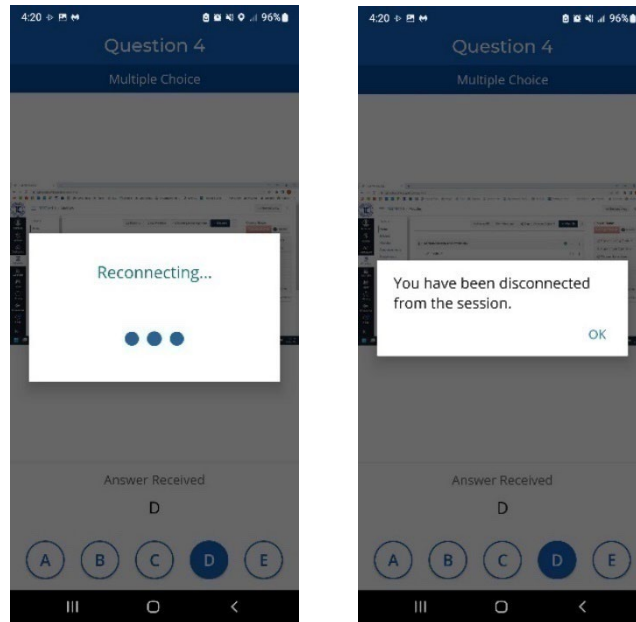 4:20
96%
Question 4
Multiple Choice
Reconnecting...
Answer Received
D
A
B
C
D
E
4:20
96%
Question 4
Multiple Choice
You have been disconnected
from the session.
OK
Answer Received
D
A
B
C
D
E